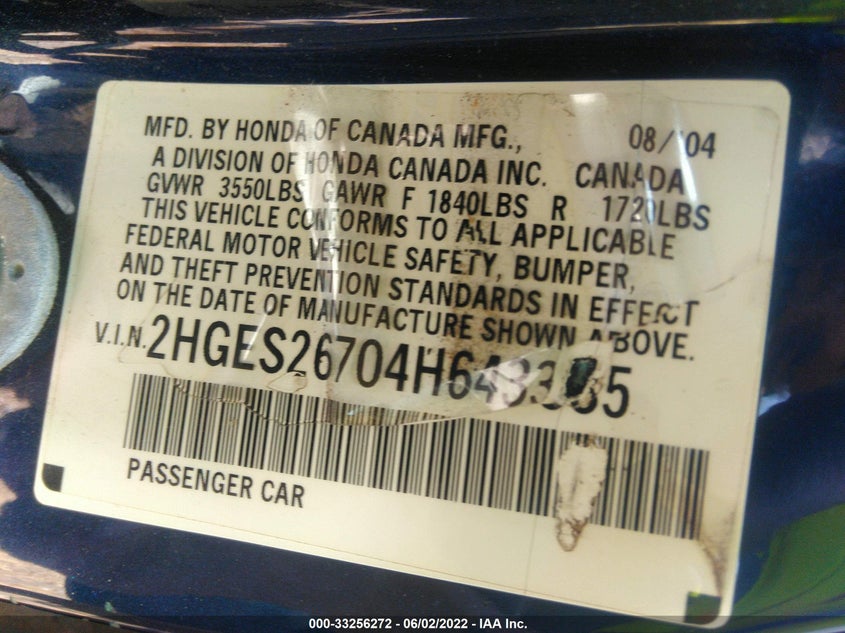 MFD. BY HONDA OF CANADA MFG., 08/'04
A DIVISION OF HONDA CANADA INC. CANADA
GVWR 3550LBS GAWR F 1840LBS R 1720LBS
THIS VEHICLE CONFORMS TO ALL APPLICABLE
FEDERAL MOTOR VEHICLE SAFETY, BUMPER,
AND THEFT PREVENTION STANDARDS IN EFFECT
ON THE DATE OF MANUFACTURE SHOWN ABOVE.
V.I.N.
PASSENGER CAR
000-33256272 - 06/02/2022 - IAA Inc.